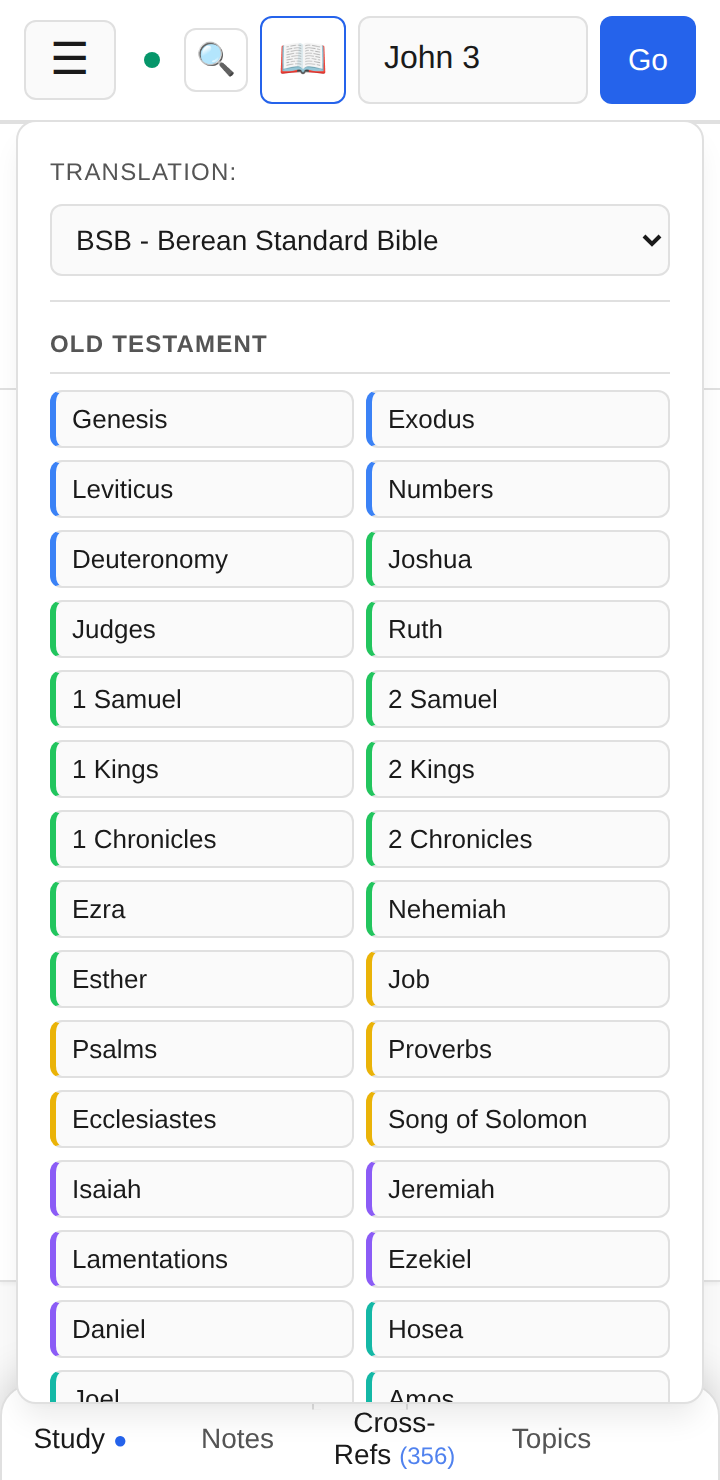 John 3
Go
TRANSLATION:
BSB - Berean Standard Bible
OLD TESTAMENT
Genesis
Exodus
Leviticus
Numbers
Deuteronomy
Joshua
Judges
Ruth
1 Samuel
2 Samuel
1 Kings
2 Kings
1 Chronicles
2 Chronicles
Ezra
Nehemiah
Esther
Job
Psalms
Proverbs
Ecclesiastes
Song of Solomon
Isaiah
Jeremiah
Lamentations
Ezekiel
Daniel
Hosea
Joel
Amos
Study
Notes
Cross-
Refs (356)
Topics